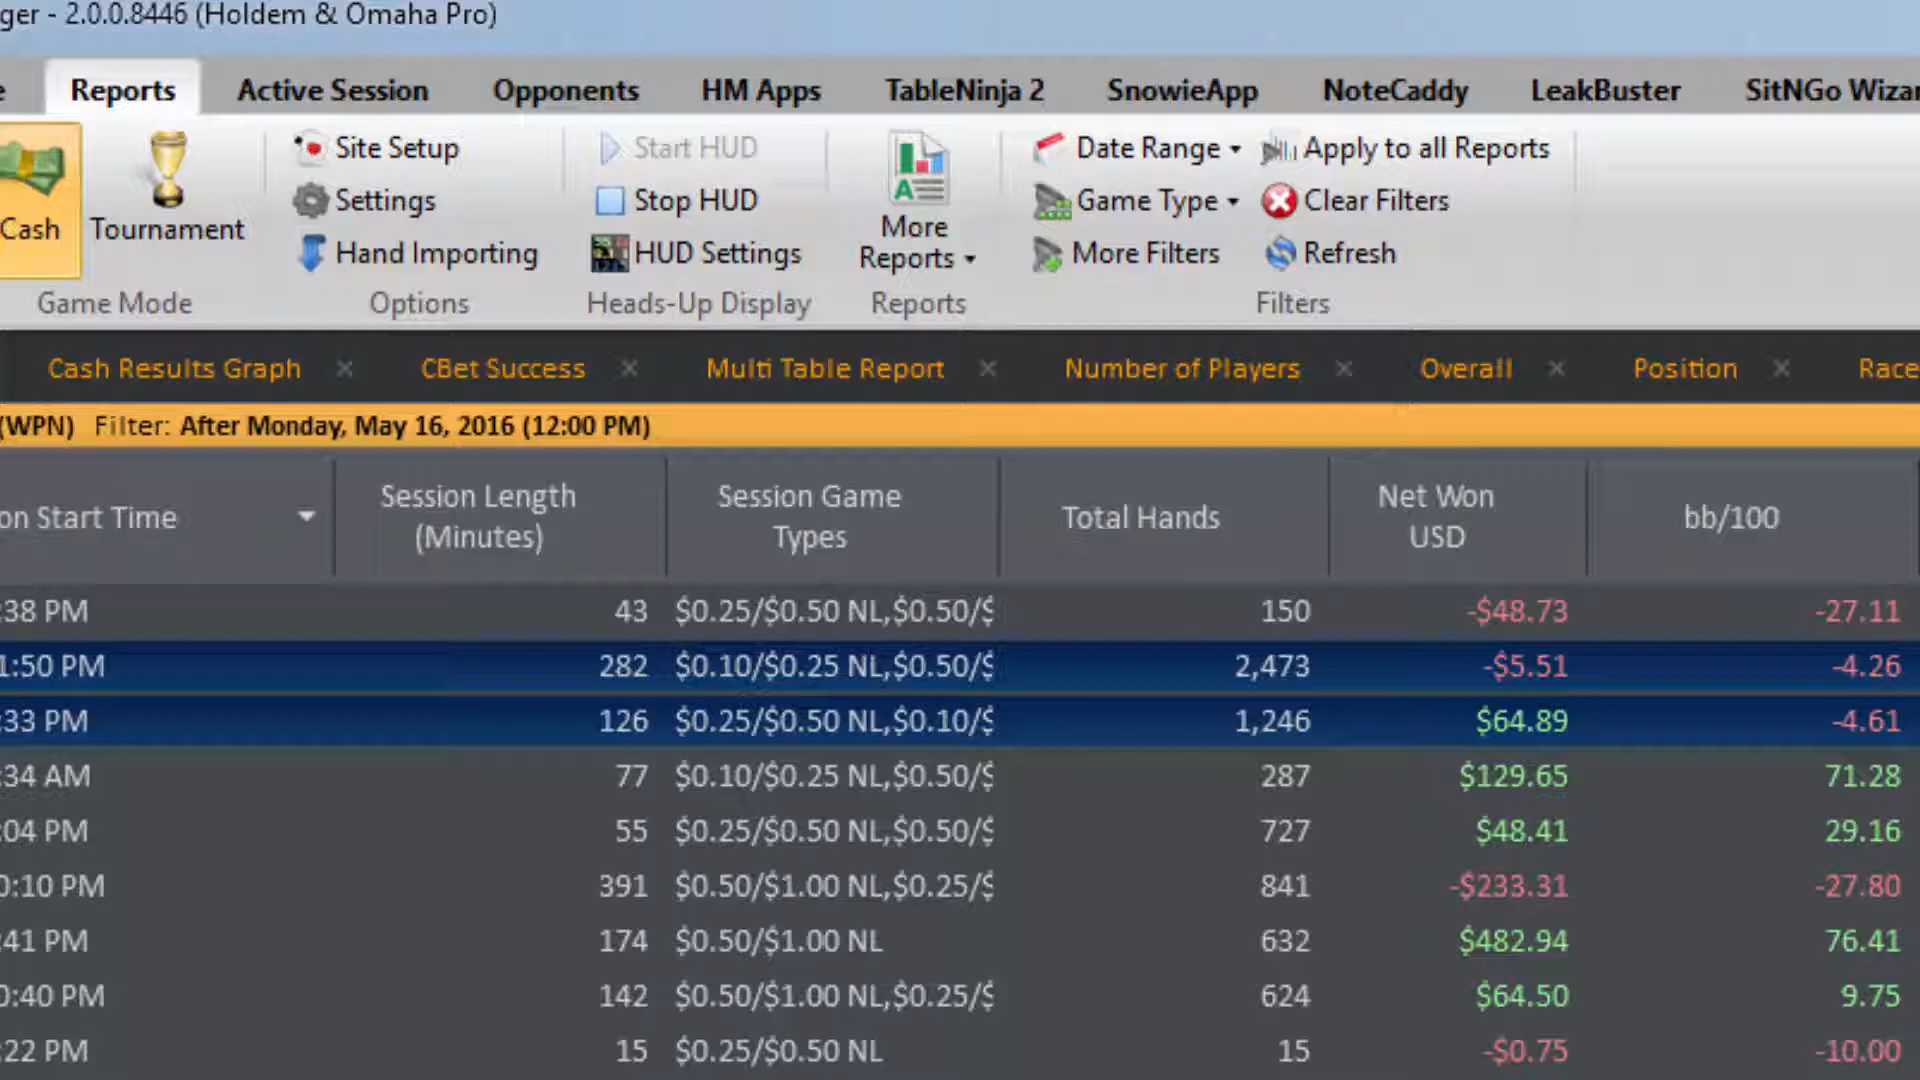 ger - 2.0.0.8446 (Holdem & Omaha Pro)
e Reports Active Session Opponents HM Apps TableNinja 2 SnowieApp NoteCaddy LeakBuster SitNGo Wizar
Cash Tournament
Game Mode
Site Setup
Settings
Hand Importing
Options
Start HUD
Stop HUD
HUD Settings
Heads-Up Display
More
Reports
Reports
Date Range
Game Type
More Filters
Apply to all Reports
Clear Filters
Refresh
Filters
Cash Results Graph CBet Success Multi Table Report Number of Players Overall Position Race
(WPN) Filter: After Monday, May 16, 2016 (12:00 PM)
on Start Time
Session Length
(Minutes)
Session Game
Types
Total Hands
Net Won
USD
bb/100
:38 PM 43 $0.25/$0.50 NL,$0.50/$ 150 -$48.73 -27.11
1:50 PM 282 $0.10/$0.25 NL,$0.50/$ 2,473 -$5.51 -4.26
:33 PM 126 $0.25/$0.50 NL,$0.10/$ 1,246 $64.89 -4.61
:34 AM 77 $0.10/$0.25 NL,$0.50/$ 287 $129.65 71.28
:04 PM 55 $0.25/$0.50 NL,$0.50/$ 727 $48.41 29.16
0:10 PM 391 $0.50/$1.00 NL,$0.25/$ 841 -$233.31 -27.80
:41 PM 174 $0.50/$1.00 NL 632 $482.94 76.41
0:40 PM 142 $0.50/$1.00 NL,$0.25/$ 624 $64.50 9.75
:22 PM 15 $0.25/$0.50 NL 15 -$0.75 -10.00